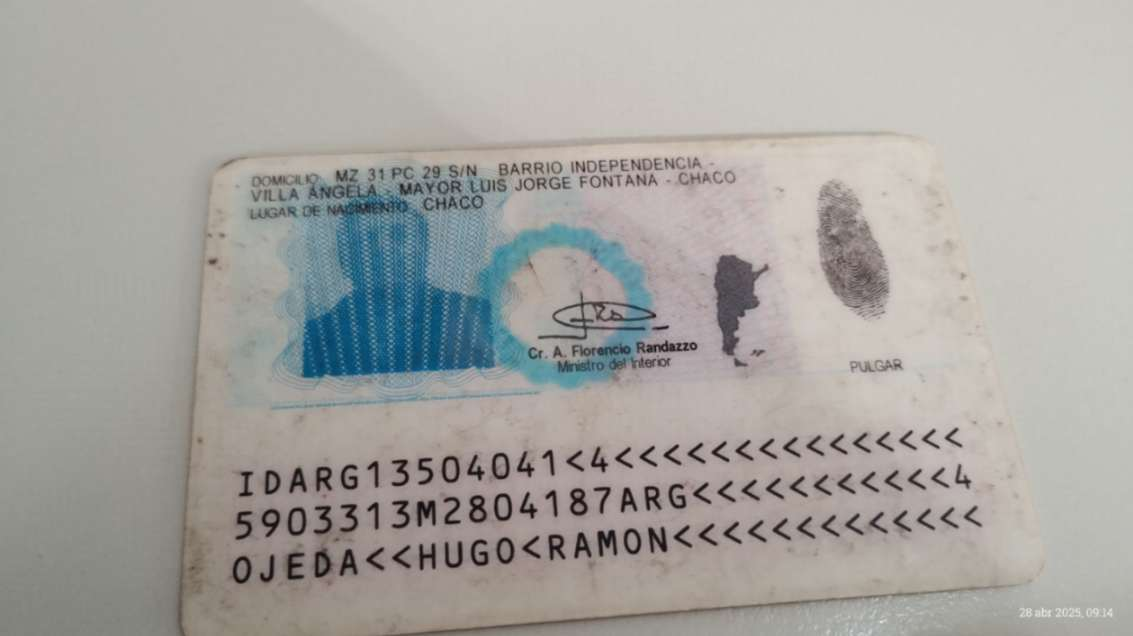 DOMICILIO MZ 31 PC 29 S/N BARRIO INDEPENDENCIA -
VILLA ANGELA - MAYOR LUIS JORGE FONTANA - CHACO
LUGAR DE NACIMIENTO CHACO
Cr. A. Florencio Randazzo
Ministro del Interior
PULGAR
IDARG13504041<4<<<<<<<<<<<<<<<
5903313M2804187ARG<<<<<<<<<<<4
OJEDA<<HUGO<RAMON<<<<<<<<<<<<<
28 abr 2025, 09:14